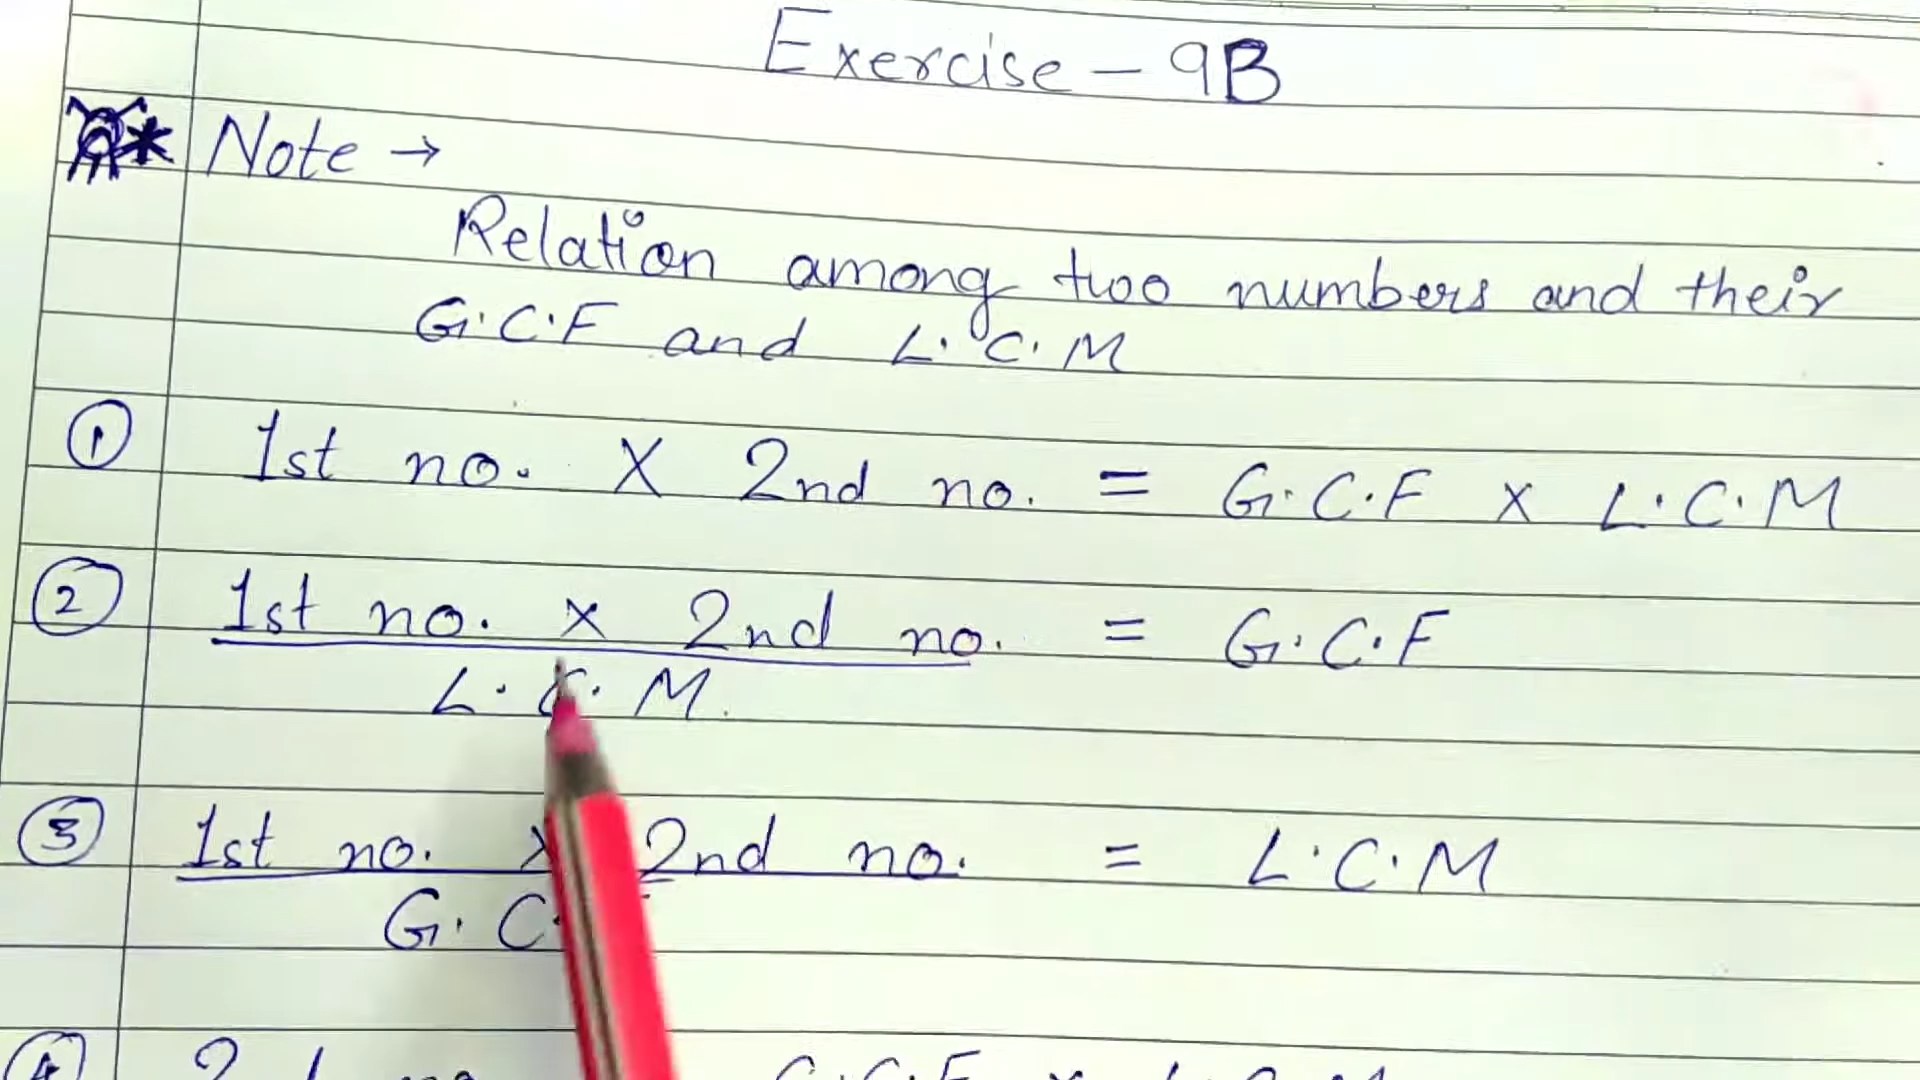 Exercise - 9B
* Note →
Relation among two numbers and their
G.C.F and L.C.M
① 1st no. X 2nd no. = G.C.F x L.C.M
② 1st no. x 2nd no. = G.C.F
L.C.M.
③ 1st no. x 2nd no. = L.C.M
G.C.
④ G.C.F x L.C.M